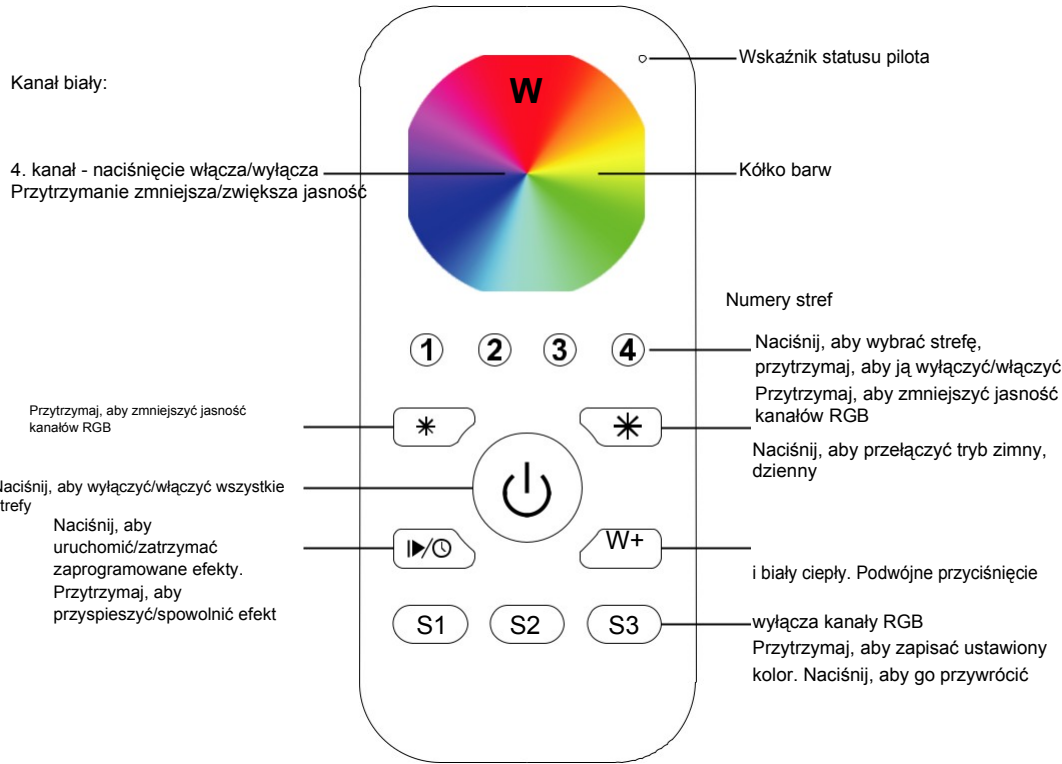 Kanał biały:
4. kanał - naciśnięcie włącza/wyłącza
Przytrzymanie zmniejsza/zwiększa jasność
W
Wskaźnik statusu pilota
Kółko barw
Numery stref
1 2 3 4
Naciśnij, aby wybrać strefę,
przytrzymaj, aby ją wyłączyć/włączyć
Przytrzymaj, aby zmniejszyć jasność
kanałów RGB
Przytrzymaj, aby zmniejszyć jasność
kanałów RGB
Naciśnij, aby przełączyć tryb zimny,
dzienny
Naciśnij, aby wyłączyć/włączyć wszystkie
trefy
Naciśnij, aby
uruchomić/zatrzymać
zaprogramowane efekty.
Przytrzymaj, aby
przyspieszyć/spowolnić efekt
W+
i biały ciepły. Podwójne przyciśnięcie
S1 S2 S3
wyłącza kanały RGB
Przytrzymaj, aby zapisać ustawiony
kolor. Naciśnij, aby go przywrócić